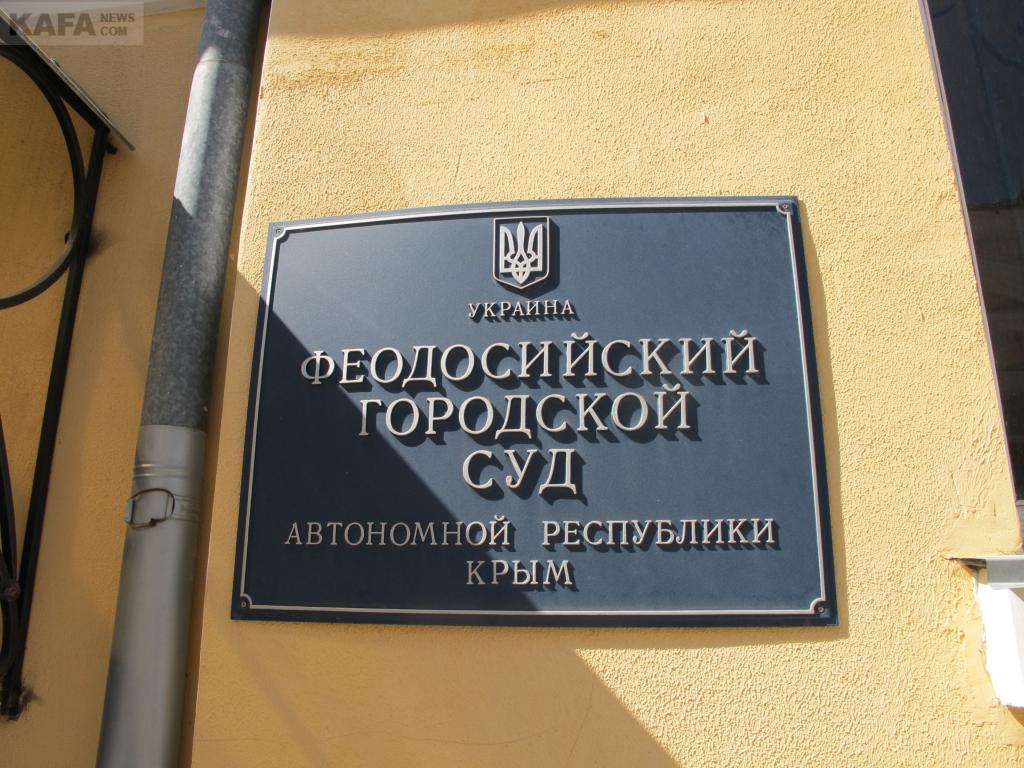 KAFA NEWS
COM
УКРАИНА
ФЕОДОСИЙСКИЙ
ГОРОДСКОЙ
СУД
АВТОНОМНОЙ РЕСПУБЛИКИ
КРЫМ